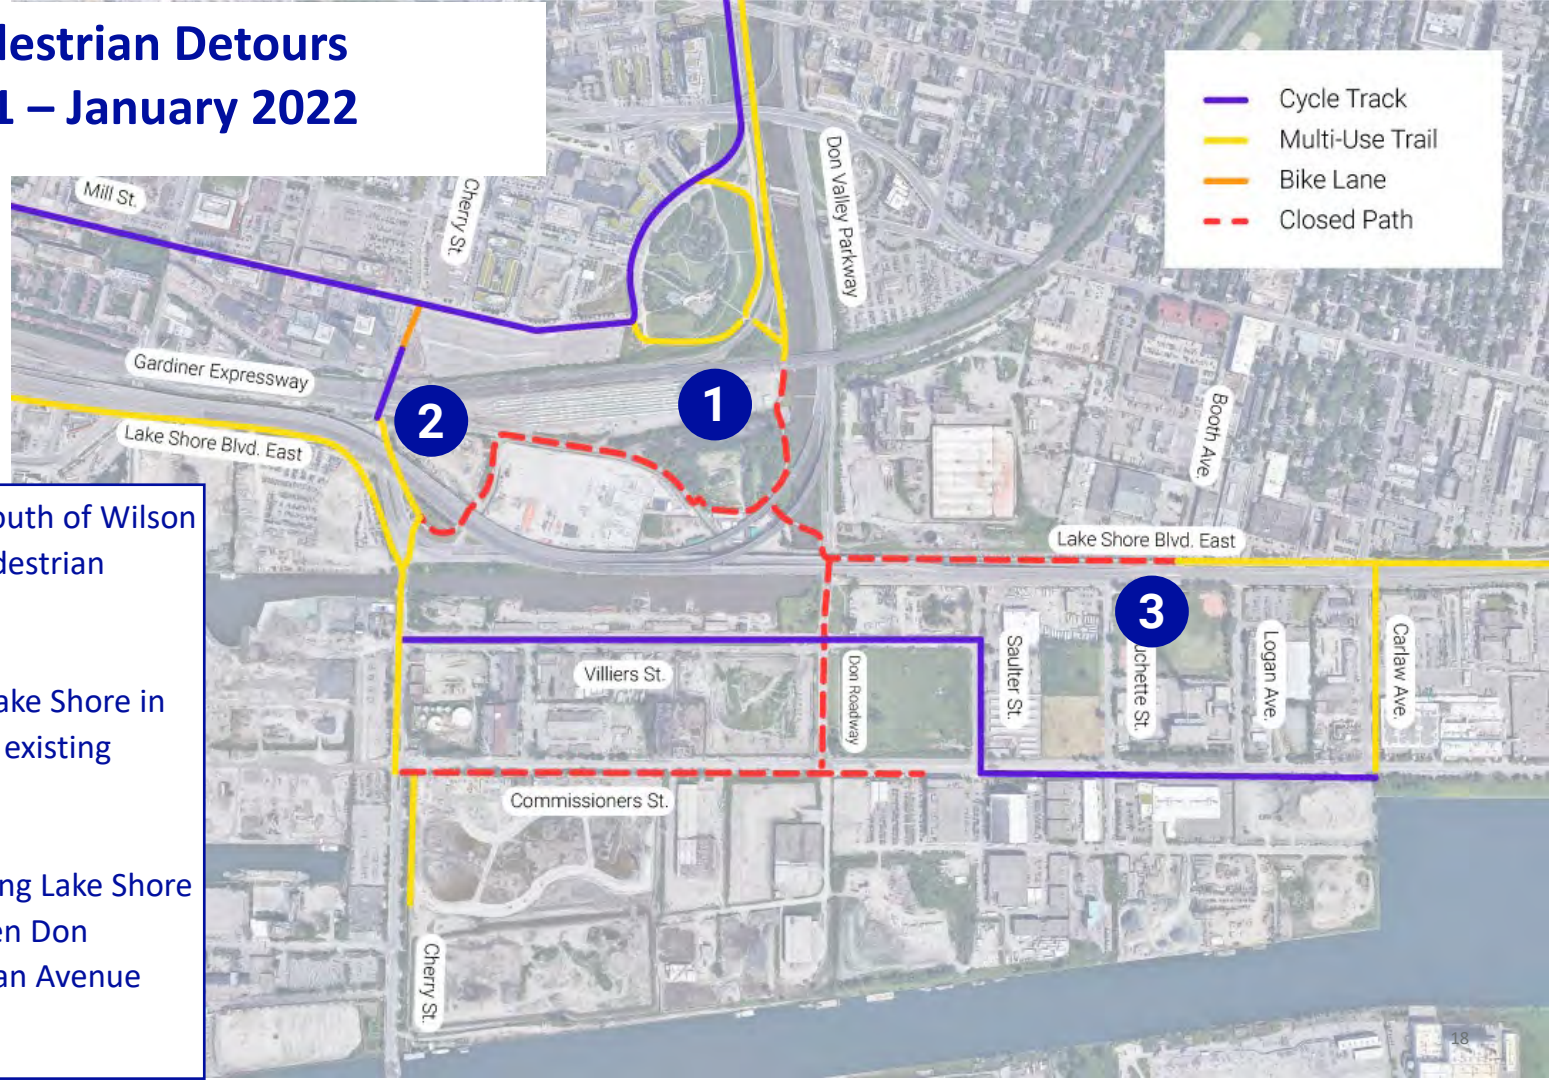 destrian Detours
1 – January 2022
Cycle Track
Multi-Use Trail
Bike Lane
Closed Path
Mill St.
Cherry St.
Don Valley Parkway
Gardiner Expressway
Lake Shore Blvd. East
Booth Ave.
1
2
Lake Shore Blvd. East
3
outh of Wilson
destrian
ake Shore in
existing
ng Lake Shore
en Don
an Avenue
Villiers St.
Don Roadway
Saulter St.
uchette St.
Logan Ave.
Carlaw Ave.
Commissioners St.
Cherry St.
18